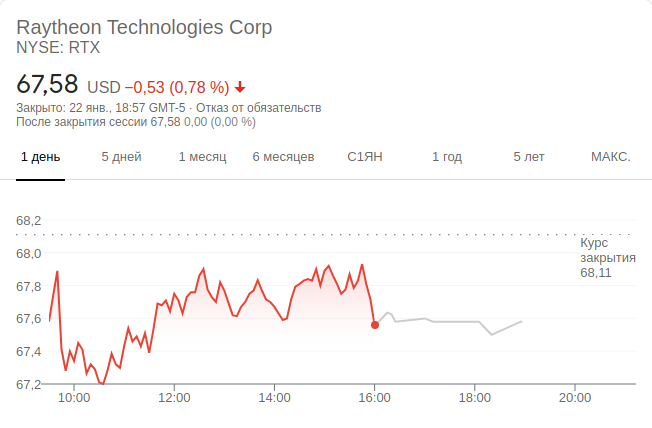 Raytheon Technologies Corp
NYSE: RTX
67,58 USD −0,53 (0,78 %)
Закрыто: 22 янв., 18:57 GMT-5 · Отказ от обязательств
После закрытия сессии 67,58 0,00 (0,00 %)
1 день 5 дней 1 месяц 6 месяцев С1ЯН 1 год 5 лет МАКС.
68,2
Курс
закрытия
68,11
68,0
67,8
67,6
67,4
67,2
10:00 12:00 14:00 16:00 18:00 20:00